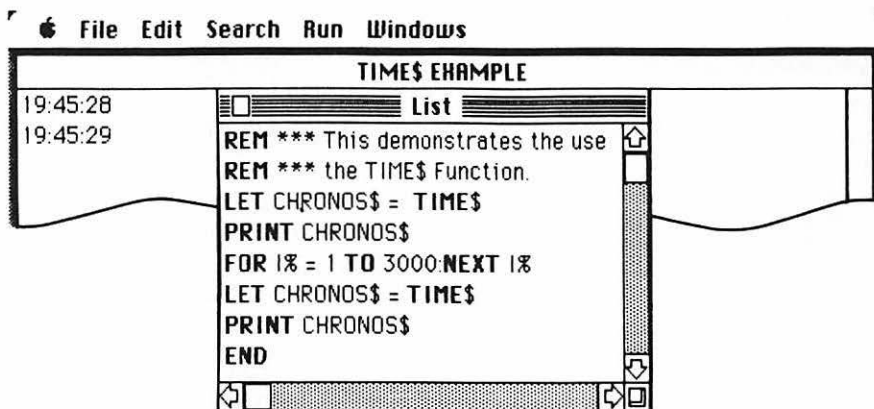 File Edit Search Run Windows
TIME$ EXAMPLE
19:45:28
19:45:29
List
REM *** This demonstrates the use
REM *** the TIME$ Function.
LET CHRONOS$ = TIME$
PRINT CHRONOS$
FOR I% = 1 TO 3000:NEXT I%
LET CHRONOS$ = TIME$
PRINT CHRONOS$
END